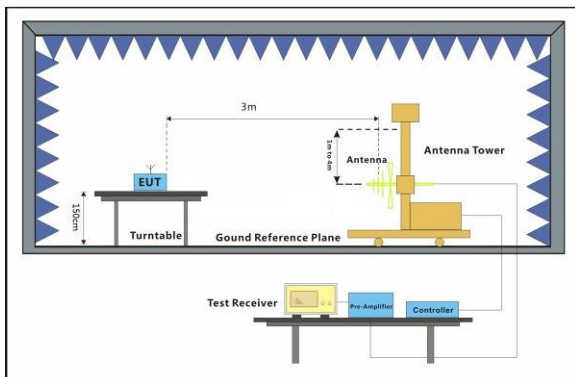 3m
1m to 4m
Antenna
Antenna Tower
EUT
150cm
Turntable
Gound Reference Plane
Test Receiver
Pre-Amplifier
Controller